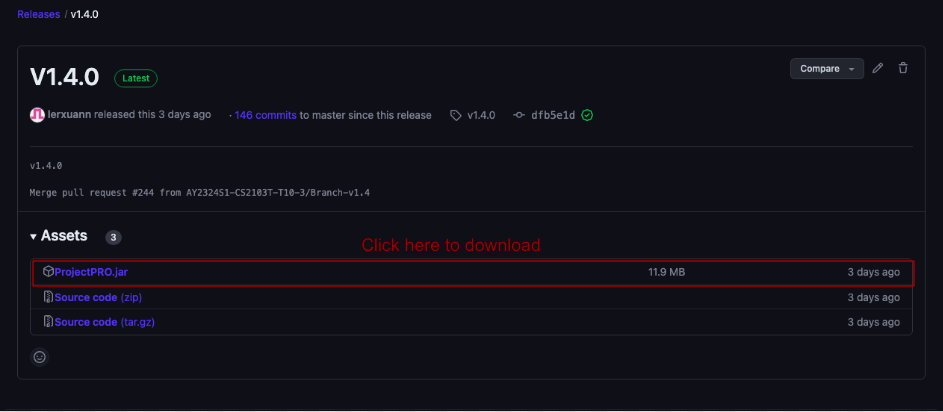 Releases / v1.4.0
V1.4.0 Latest
Compare
lerxuann released this 3 days ago · 146 commits to master since this release v1.4.0 dfb5e1d
v1.4.0
Merge pull request #244 from AY2324S1-CS2103T-T10-3/Branch-v1.4
Assets 3
Click here to download
ProjectPRO.jar 11.9 MB 3 days ago
Source code (zip) 3 days ago
Source code (tar.gz) 3 days ago